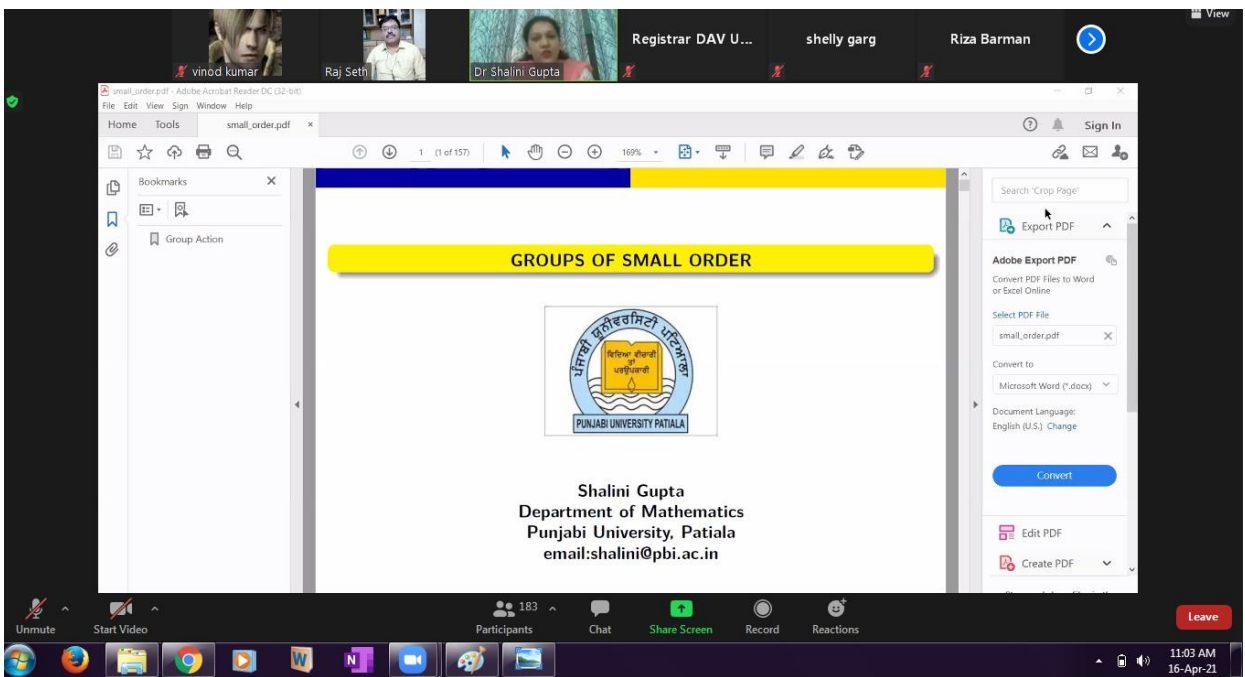 View
vinod kumar
Raj Seth
Dr Shalini Gupta
Registrar DAV U...
shelly garg
Riza Barman
small_order.pdf - Adobe Acrobat Reader DC (32-bit)
File Edit View Sign Window Help
Home Tools small_order.pdf ×
Sign In
1 (1 of 157)
169%
Bookmarks
Group Action
GROUPS OF SMALL ORDER
ਪੰਜਾਬੀ ਯੂਨੀਵਰਸਿਟੀ ਪਟਿਆਲਾ
ਵਿਦਿਆ ਵੀਚਾਰੀ
ਤਾਂ
ਪਰਉਪਕਾਰੀ
PUNJABI UNIVERSITY PATIALA
Shalini Gupta
Department of Mathematics
Punjabi University, Patiala
email:shalini@pbi.ac.in
Search 'Crop Page'
Export PDF
Adobe Export PDF
Convert PDF Files to Word
or Excel Online
Select PDF File
small_order.pdf
Convert to
Microsoft Word (*.docx)
Document Language:
English (U.S.) Change
Convert
Edit PDF
Create PDF
Unmute
Start Video
183
Participants
Chat
Share Screen
Record
Reactions
Leave
11:03 AM
16-Apr-21